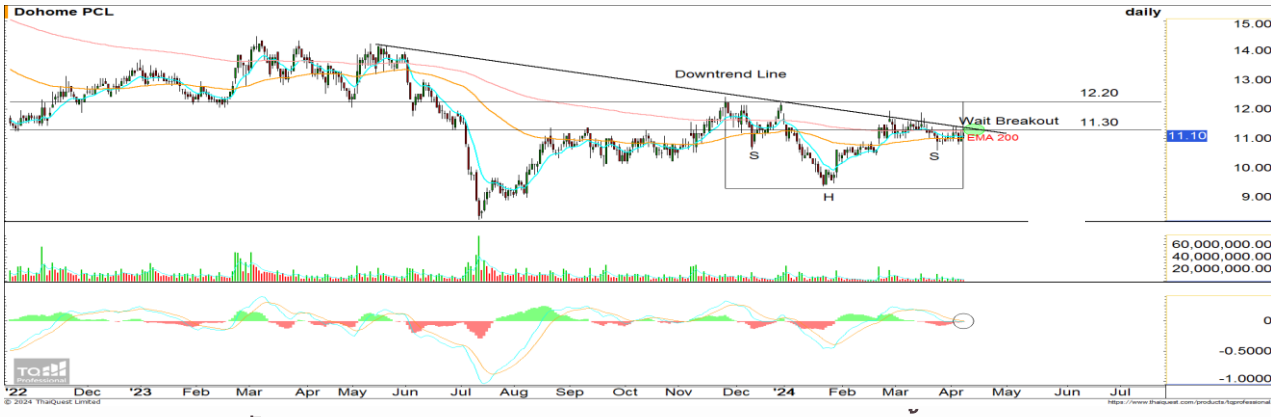 Dohome PCL
daily
15.00
14.00
Downtrend Line
13.00
12.20
12.00
Wait Breakout 11.30
11.10
11.00
EMA 200
S
S
10.00
H
9.00
60,000,000.00
40,000,000.00
20,000,000.00
0
-0.5000
TQ
Professional
-1.0000
'22 Dec '23 Feb Mar Apr May Jun Jul Aug Sep Oct Nov Dec '24 Feb Mar Apr May Jun Jul
© 2024 ThaiQuest Limited
https://www.thaiquest.com/products/tqprofessional